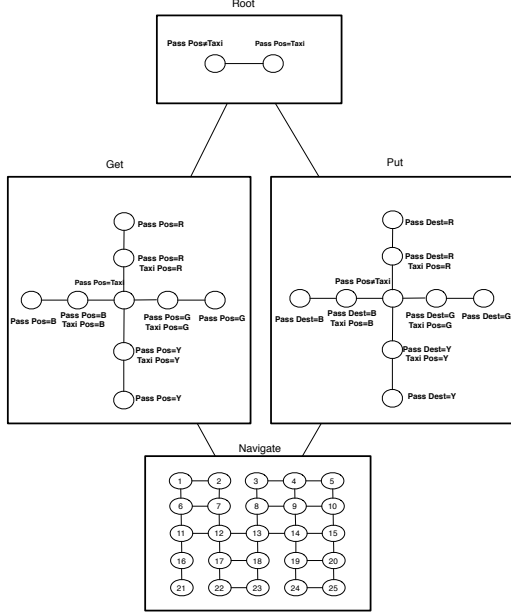 Root
Pass Pos≠Taxi
Pass Pos=Taxi
Get
Pass Pos=R
Pass Pos=R
Taxi Pos=R
Pass Pos=Taxi
Pass Pos=B
Pass Pos=B
Taxi Pos=B
Pass Pos=G
Taxi Pos=G
Pass Pos=G
Pass Pos=Y
Taxi Pos=Y
Pass Pos=Y
Put
Pass Dest=R
Pass Dest=R
Taxi Pos=R
Pass Pos≠Taxi
Pass Dest=B
Pass Dest=B
Taxi Pos=B
Pass Dest=G
Taxi Pos=G
Pass Dest=G
Pass Dest=Y
Taxi Pos=Y
Pass Dest=Y
Navigate
1 2 3 4 5
6 7 8 9 10
11 12 13 14 15
16 17 18 19 20
21 22 23 24 25